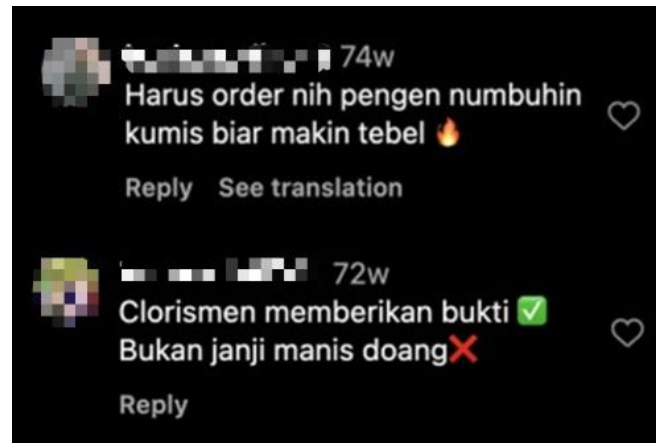 74w
Harus order nih pengen numbuhin
kumis biar makin tebel 🔥
Reply See translation
72w
Clorismen memberikan bukti ✅
Bukan janji manis doang❌
Reply